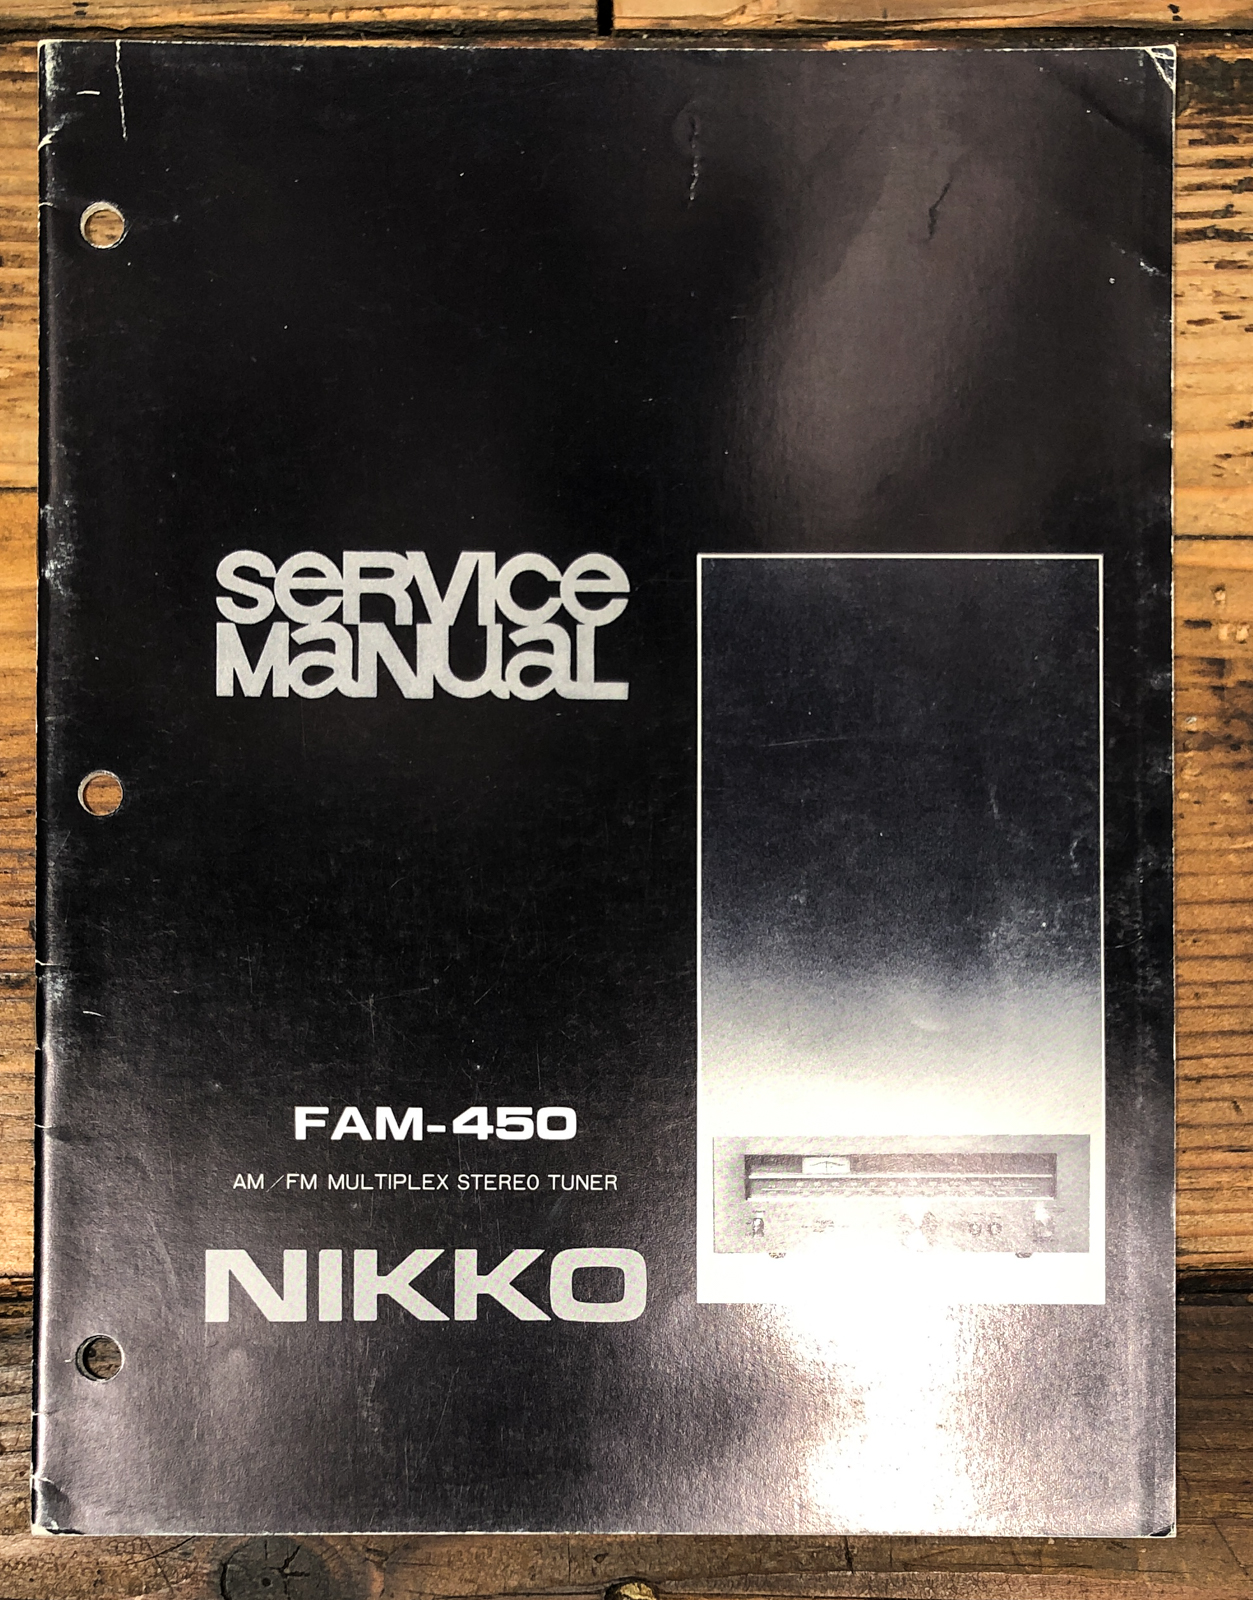 SeRVICe
MaNUaL
FAM-450
AM/FM MULTIPLEX STEREO TUNER
NIKKO